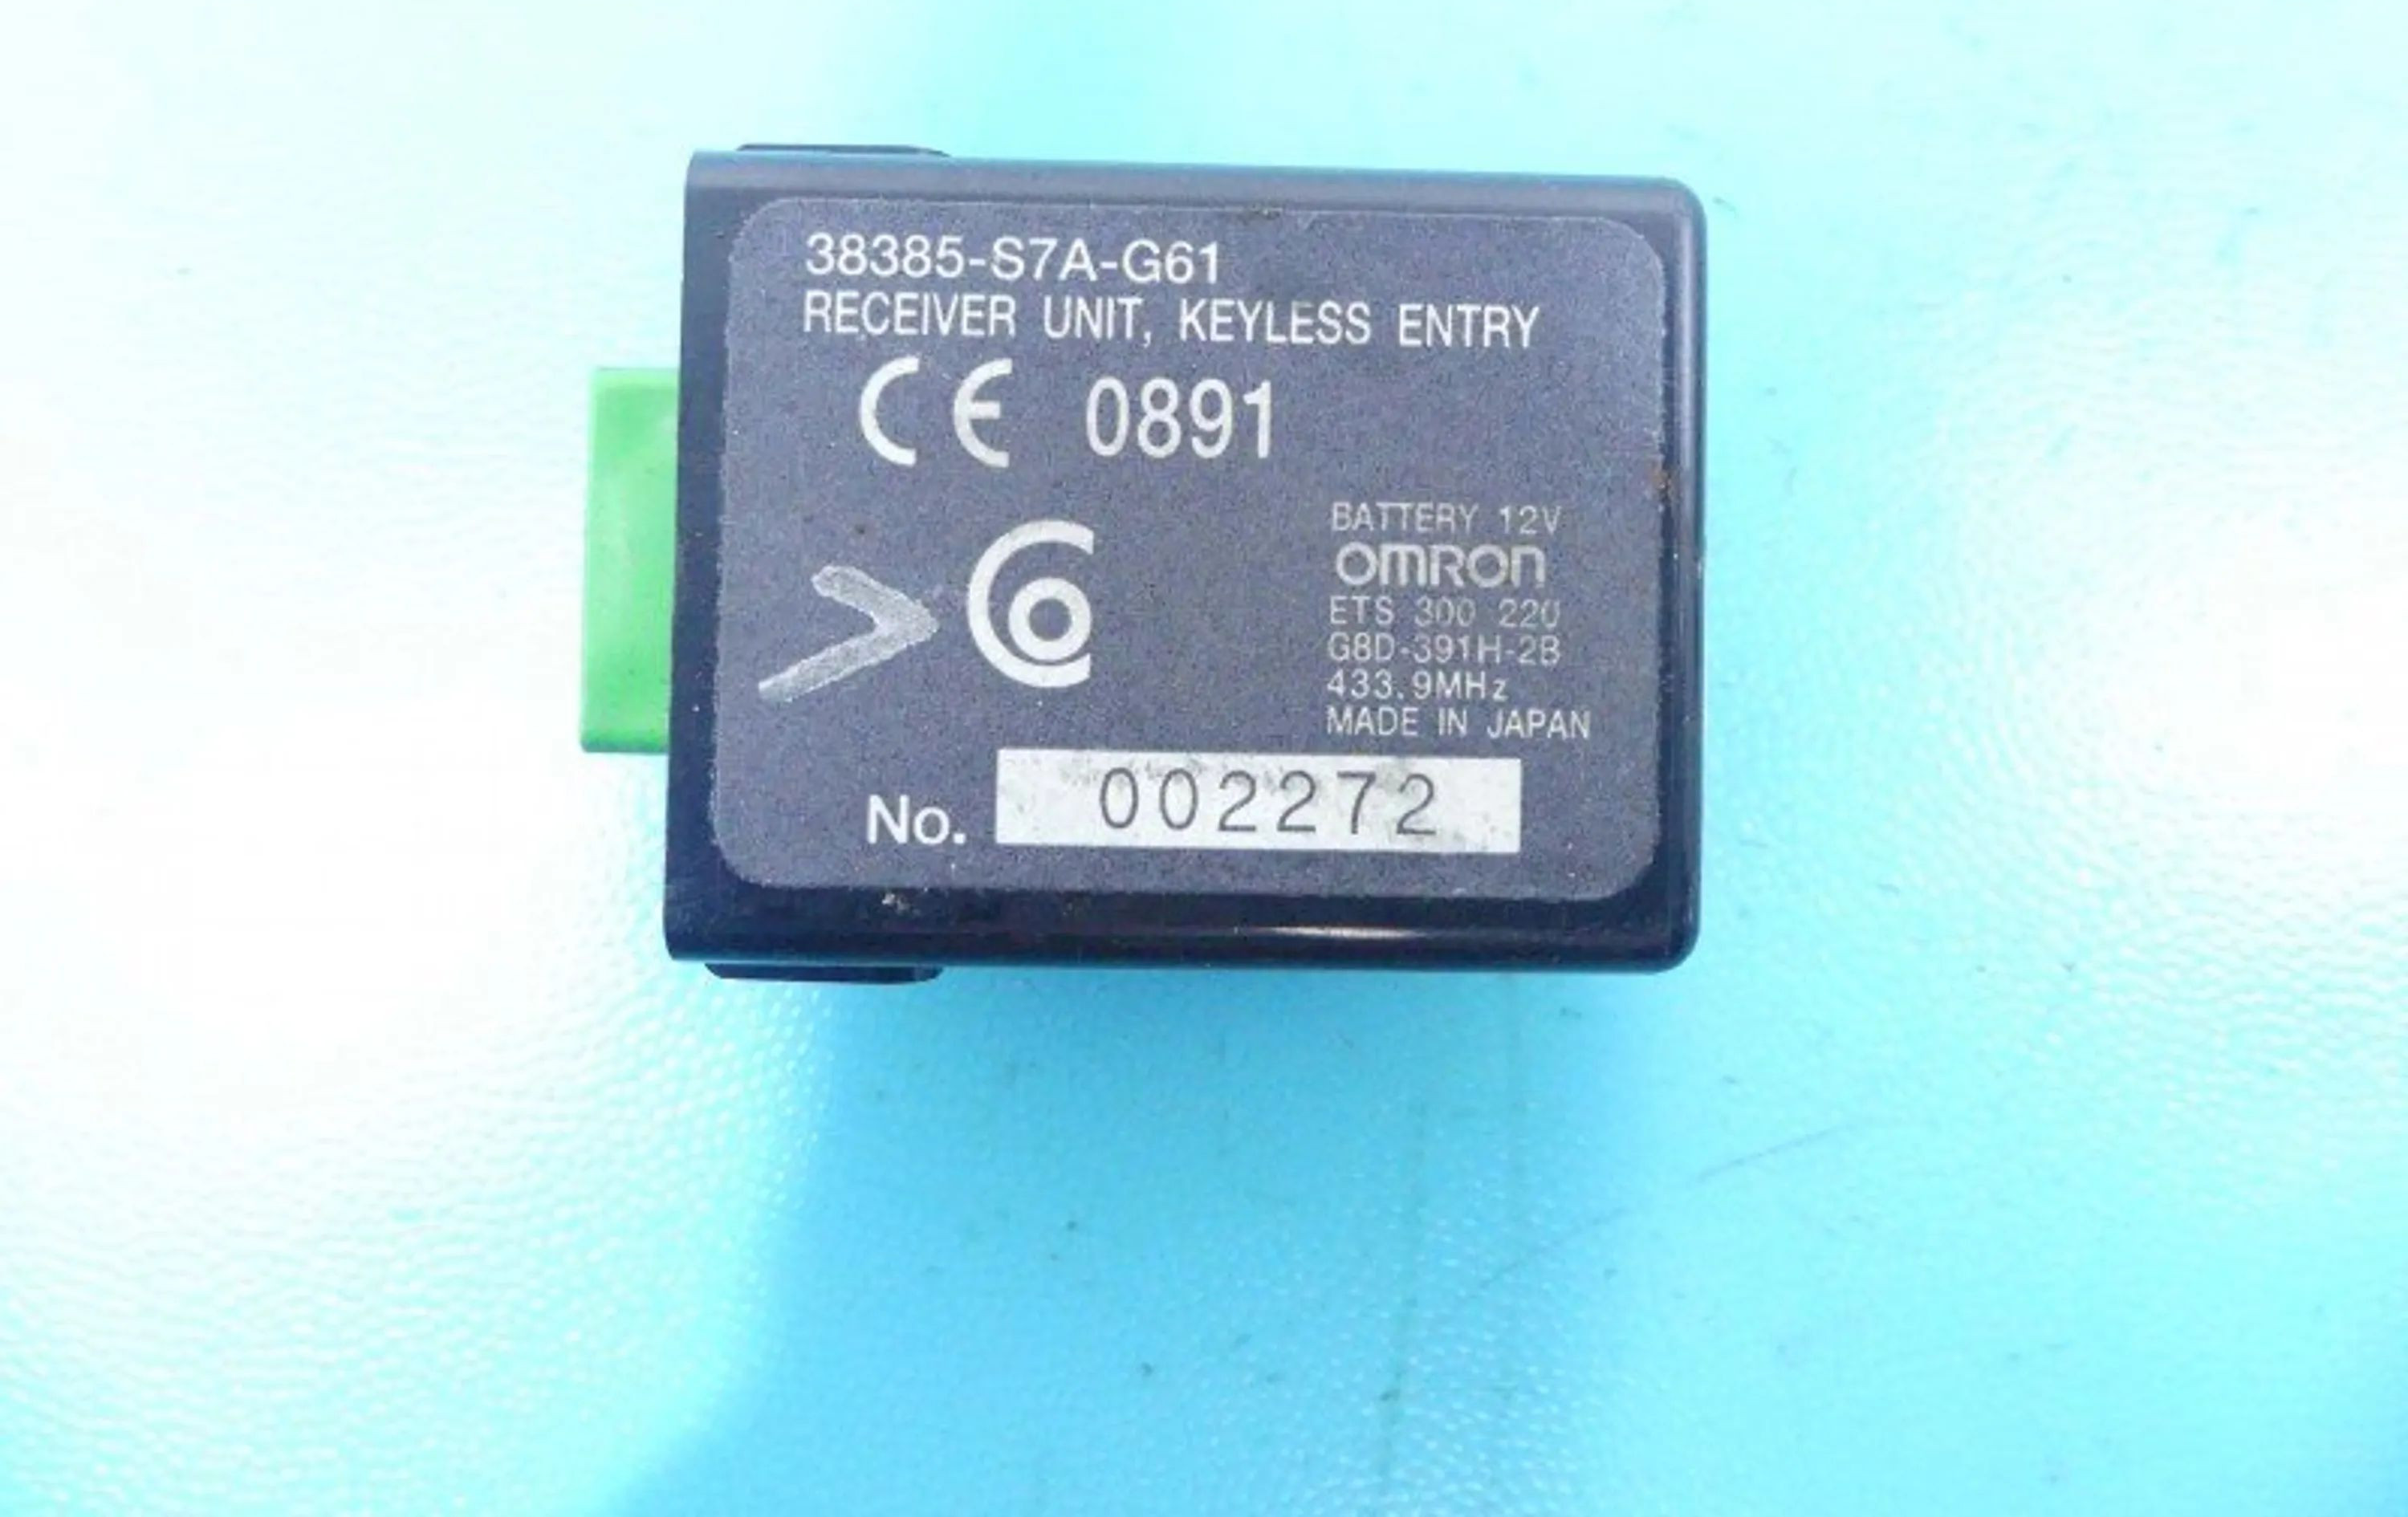 38385-S7A-G61
RECEIVER UNIT, KEYLESS ENTRY
CE 0891
BATTERY 12V
OMRON
ETS 300 220
G8D-391H-2B
433.9MHz
MADE IN JAPAN
No. 002272